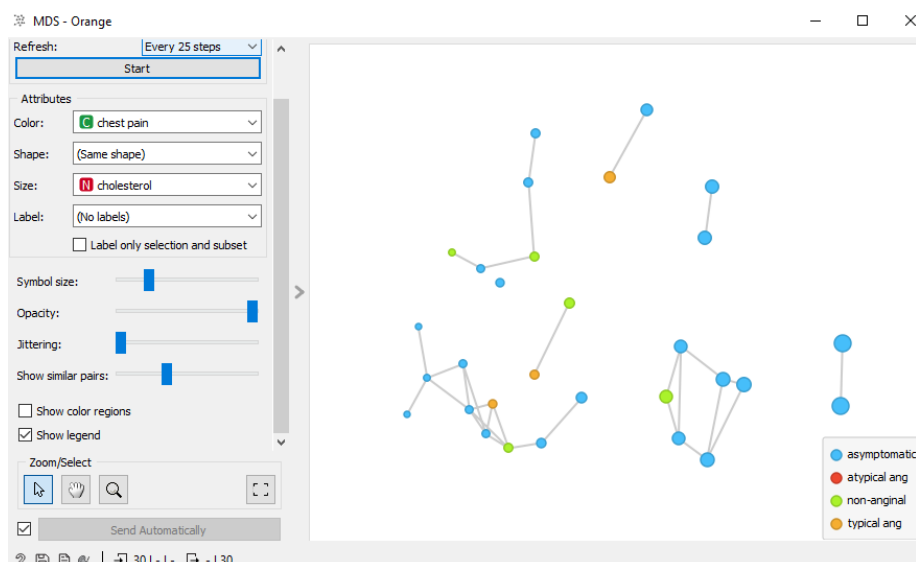 MDS - Orange
Refresh: Every 25 steps
Start
Attributes
Color: C chest pain
Shape: (Same shape)
Size: N cholesterol
Label: (No labels)
Label only selection and subset
Symbol size:
Opacity:
Jittering:
Show similar pairs:
Show color regions
Show legend
Zoom/Select
Send Automatically
asymptomatic
atypical ang
non-anginal
typical ang